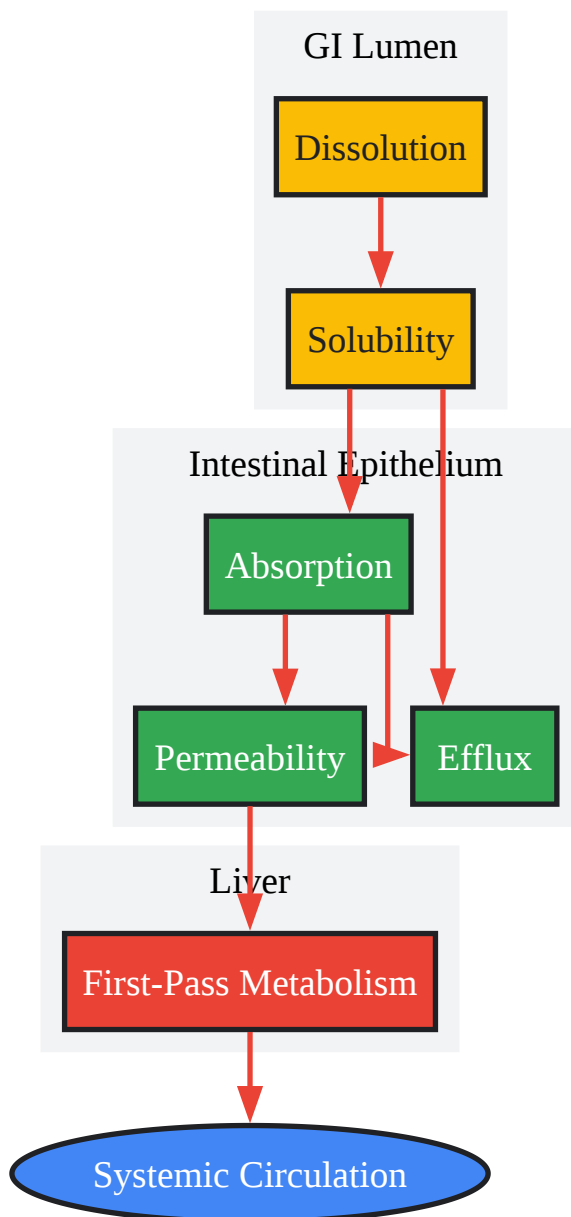 GI Lumen
Dissolution
Solubility
Intestinal Epithelium
Absorption
Permeability
Efflux
Liver
First-Pass Metabolism
Systemic Circulation